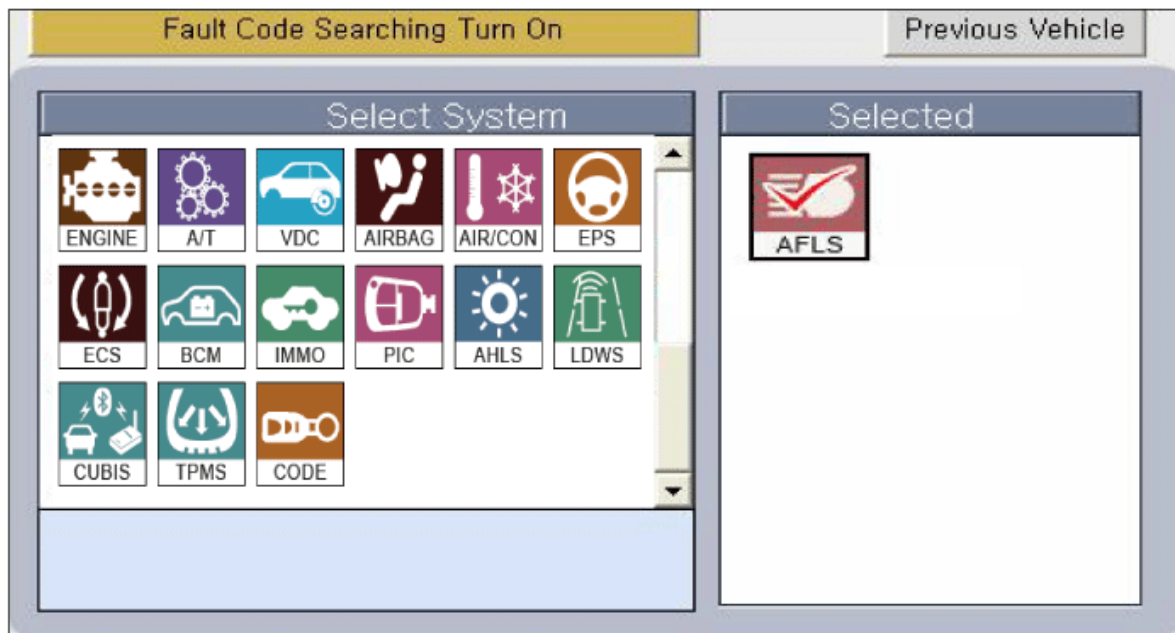 Fault Code Searching Turn On
Previous Vehicle
Select System
Selected
ENGINE
A/T
VDC
AIRBAG
AIR/CON
EPS
AFLS
ECS
BCM
IMMO
PIC
AHLS
LDWS
CUBIS
TPMS
CODE